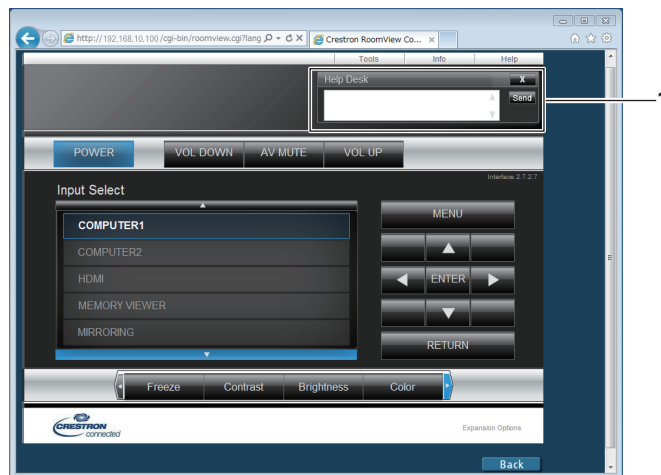 http://192.168.10.100/cgi-bin/roomview.cgi?lang
Crestron RoomView Co...
Tools Info Help
Help Desk X
Send
1
POWER VOL DOWN AV MUTE VOL UP
Interface 2.7.2.7
Input Select
COMPUTER1
COMPUTER2
HDMI
MEMORY VIEWER
MIRRORING
MENU
ENTER
RETURN
Freeze Contrast Brightness Color
CRESTRON
connected
Expansion Options
Back